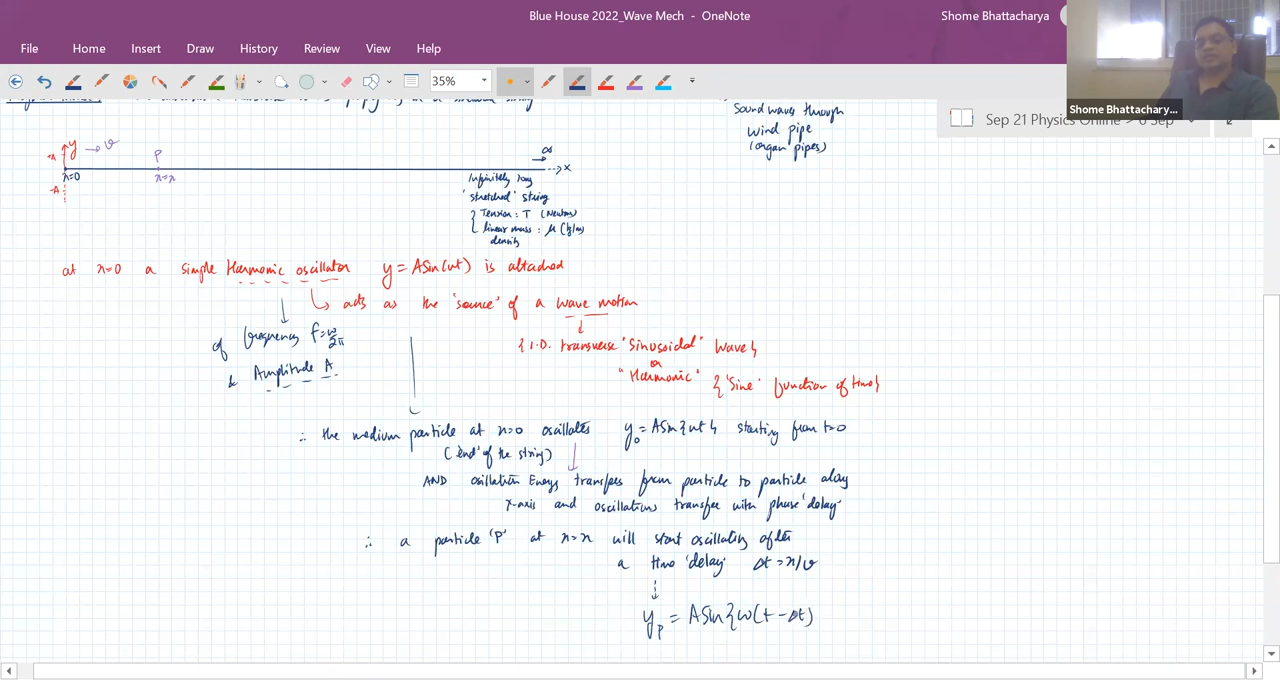 Blue House 2022_Wave Mech - OneNote
Shome Bhattacharya
File Home Insert Draw History Review View Help
35%
Shome Bhattachary...
Sep 21 Physics Online > 6 Sep
at a stretched string
Sound waves through
wind pipe
(organ pipes)
y → v
+A
P
∞
→ x
x=0
x=x
-A
Infinitely long
'stretched' string
{ Tension : T (Newton)
{ linear mass : μ (kg/m)
density
at x=0 a simple Harmonic oscillator y = A Sin(ωt) is attached
↳ acts as the 'source' of a wave motion
of frequency f = ω/2π
& Amplitude A
{ 1.D. transverse 'Sinusoidal' wave }
or
"Harmonic" { 'Sine' function of time }
∴ the medium particle at x=0 oscillates y₀ = A Sin{ωt} starting from t=0
('end' of the string)
AND oscillation Energy transfers from particle to particle along
x-axis and oscillations transfer with phase 'delay'
∴ a particle 'P' at x=x will start oscillating after
a time 'delay' Δt = x/v
y_P = A Sin{ω(t - Δt)